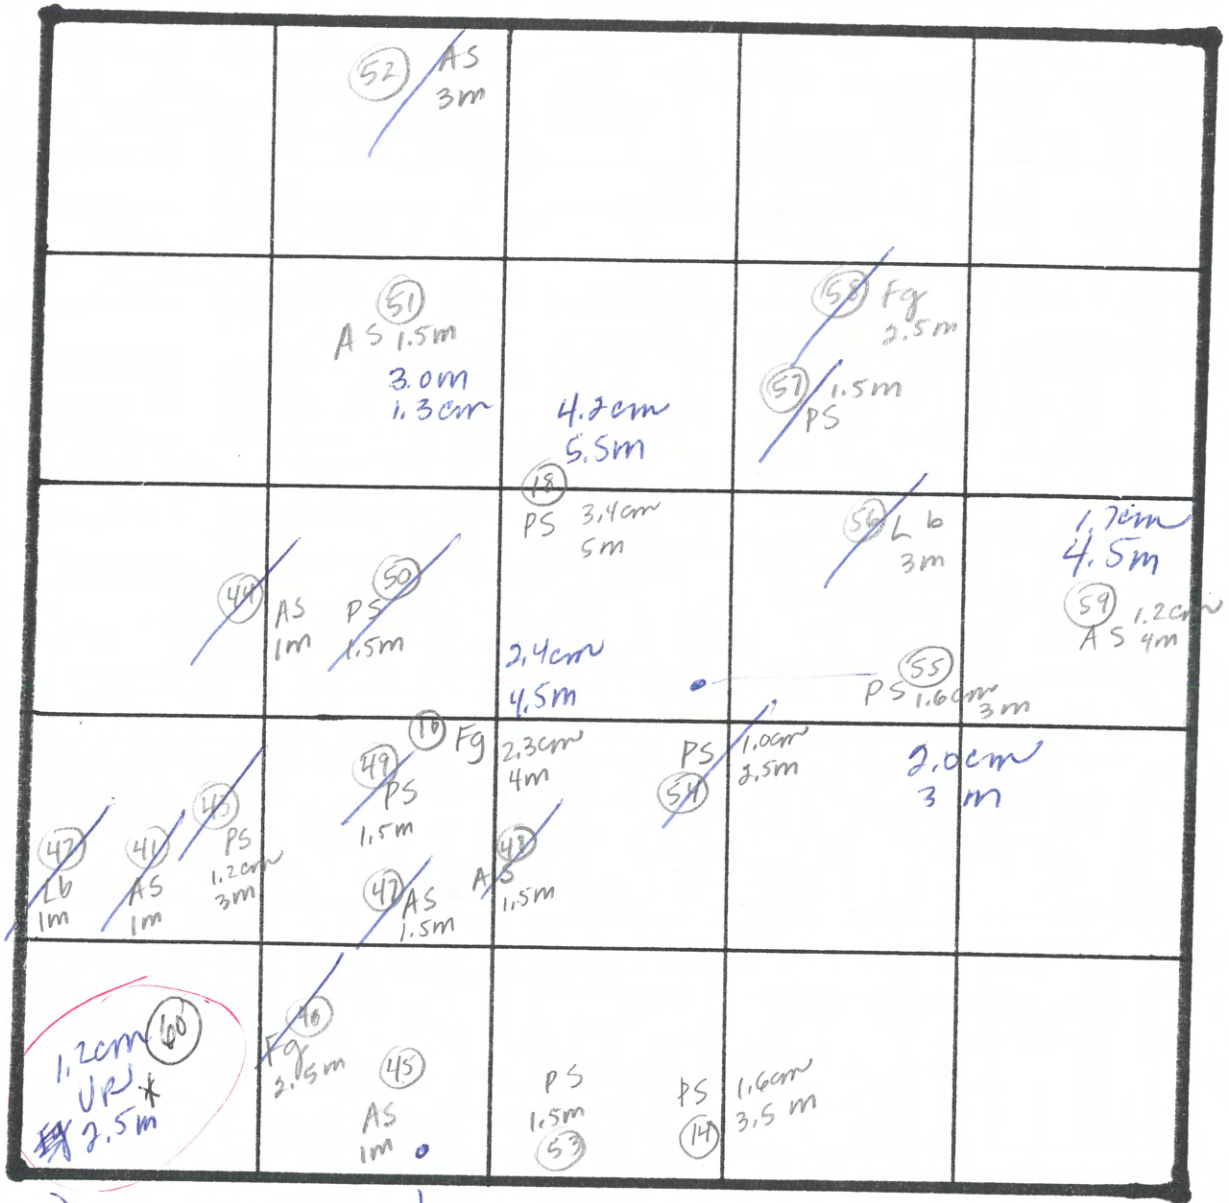 52 AS
3m
51
AS 1.5m
3.0m
1.3cm
4.2cm
5.5m
58 Fg
2.5m
57 1.5m
PS
18
PS 3.4cm
5m
56 L b
3m
1.7cm
4.5m
59 1.2cm
AS 4m
44 AS
1m
50
PS
1.5m
2.4cm
4.5m
55
PS 1.6cm
3m
Fg 2.3cm
4m
49
PS
1.5m
PS 1.0cm
54 2.5m
2.0cm
3 m
Lb
1m
41
AS
1m
43
PS
1.2cm
3m
47
AS
1.5m
48
AS
1.5m
1.2cm 60
UP *
2.5m
46
Fg
2.5m
45
AS
1m
PS
1.5m
53
PS 1.6cm
14 3.5 m